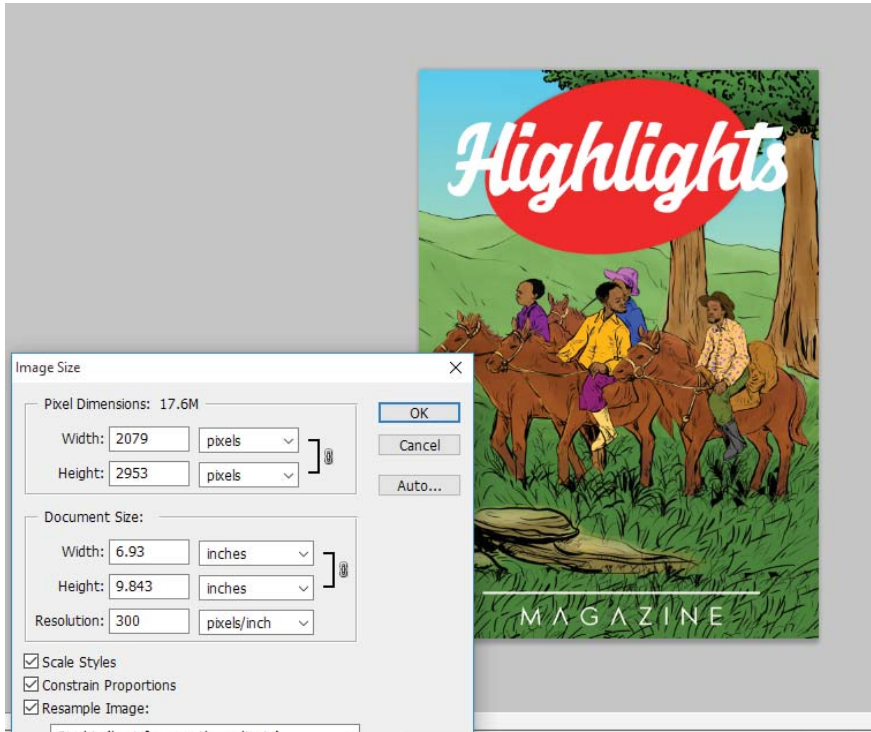 Highlights
MAGAZINE
Image Size
Pixel Dimensions: 17.6M
Width: 2079 pixels
Height: 2953 pixels
Document Size:
Width: 6.93 inches
Height: 9.843 inches
Resolution: 300 pixels/inch
Scale Styles
Constrain Proportions
Resample Image:
OK
Cancel
Auto...